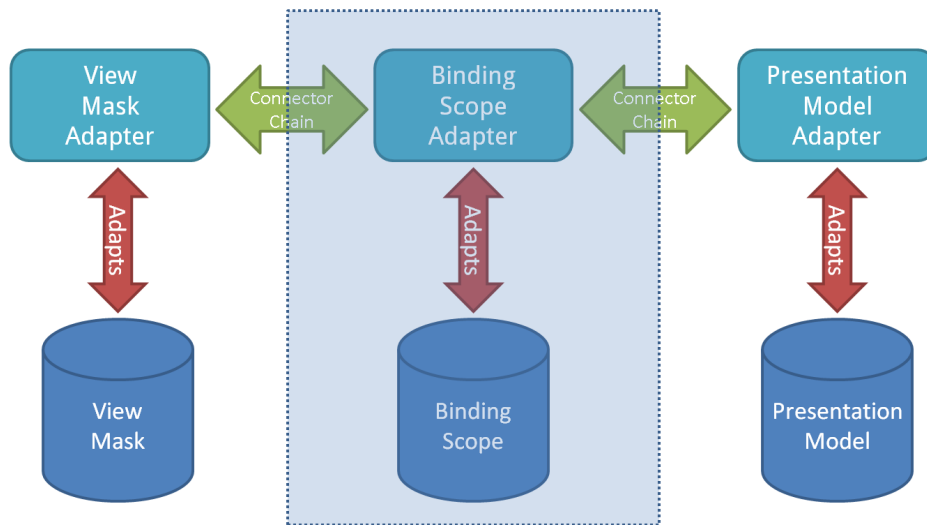 View
Mask
Adapter
Connector
Chain
Binding
Scope
Adapter
Connector
Chain
Presentation
Model
Adapter
Adapts
Adapts
Adapts
View
Mask
Binding
Scope
Presentation
Model